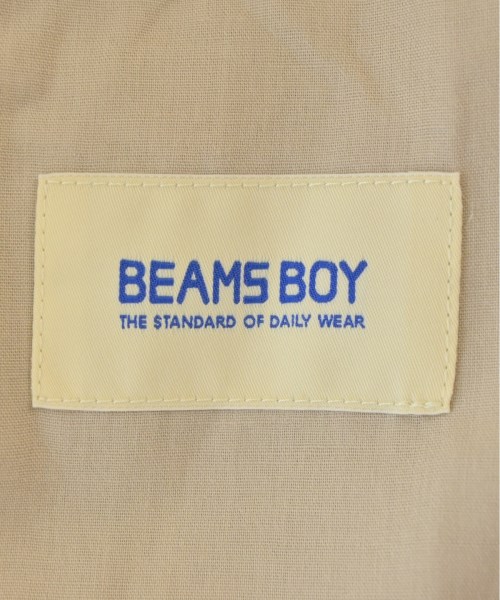 BEAMS BOY
THE STANDARD OF DAILY WEAR